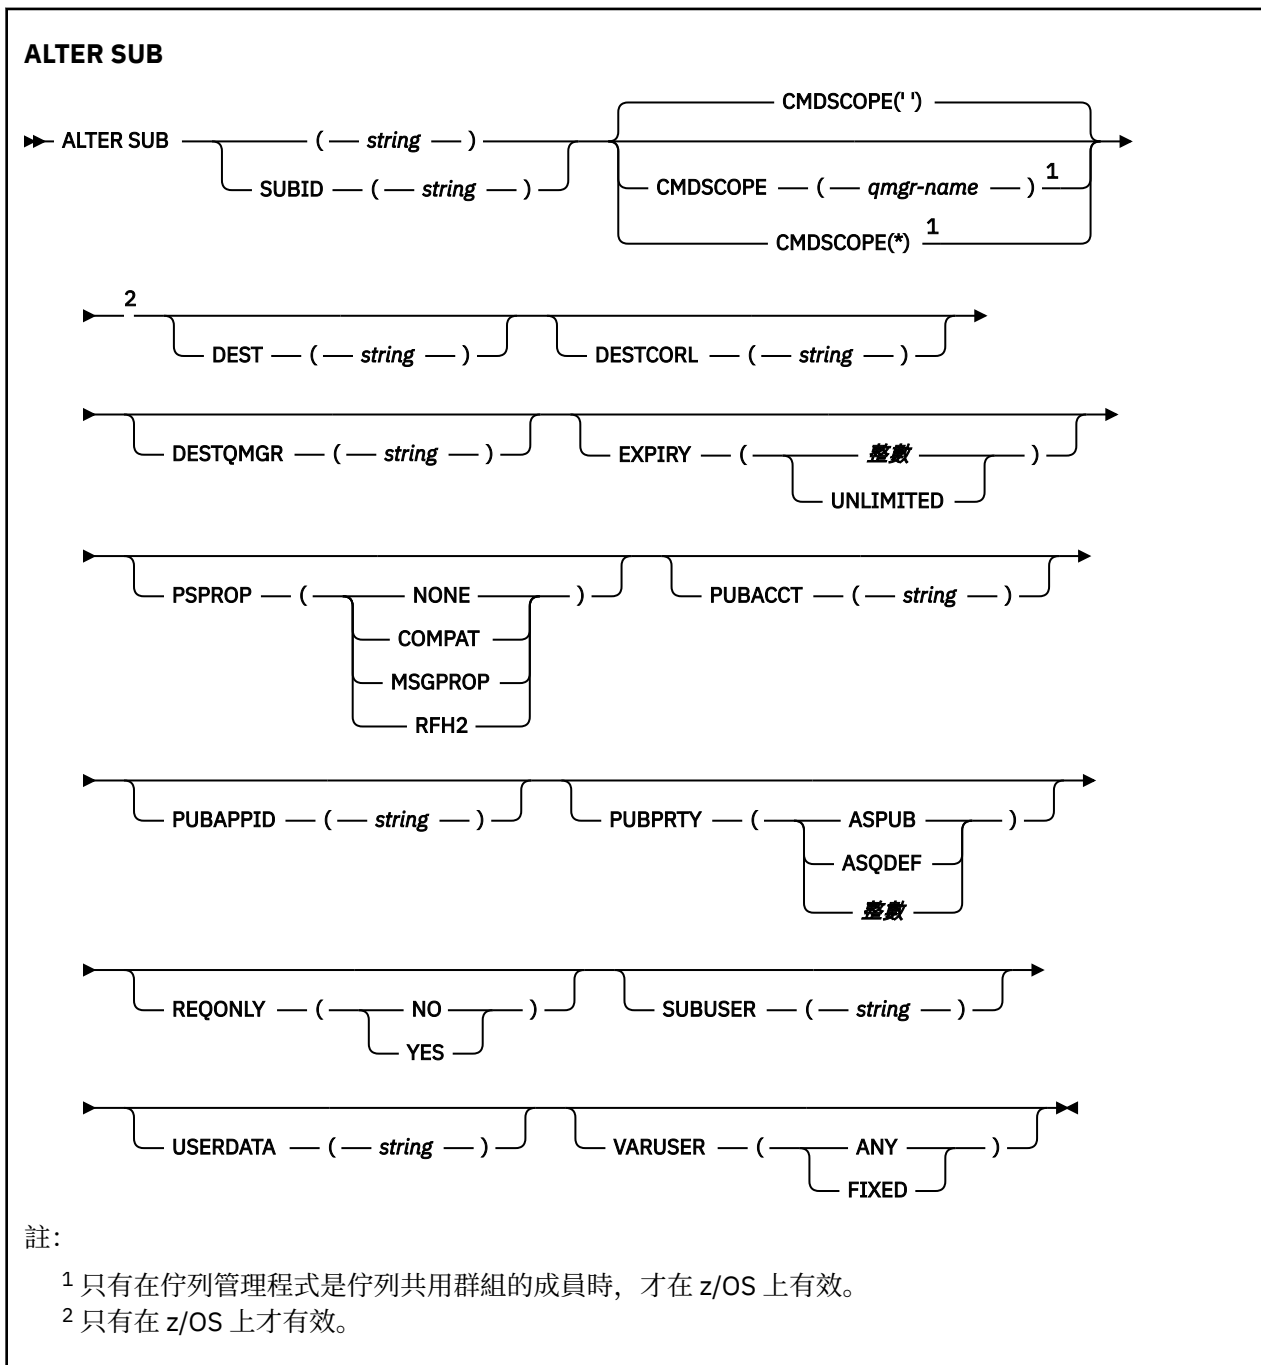 ALTER SUB
CMDSCOPE(' ')
ALTER SUB ( string )
SUBID ( string ) CMDSCOPE ( qmgr-name ) 1
CMDSCOPE(*) 1
2
DEST ( string ) DESTCORL ( string )
DESTQMGR ( string ) EXPIRY ( 整數 )
UNLIMITED
PSPROP ( NONE ) PUBACCT ( string )
COMPAT
MSGPROP
RFH2
PUBAPPID ( string ) PUBPRTY ( ASPUB )
ASQDEF
整數
REQONLY ( NO ) SUBUSER ( string )
YES
USERDATA ( string ) VARUSER ( ANY )
FIXED
註：
1 只有在佇列管理程式是佇列共用群組的成員時，才在 z/OS 上有效。
2 只有在 z/OS 上才有效。